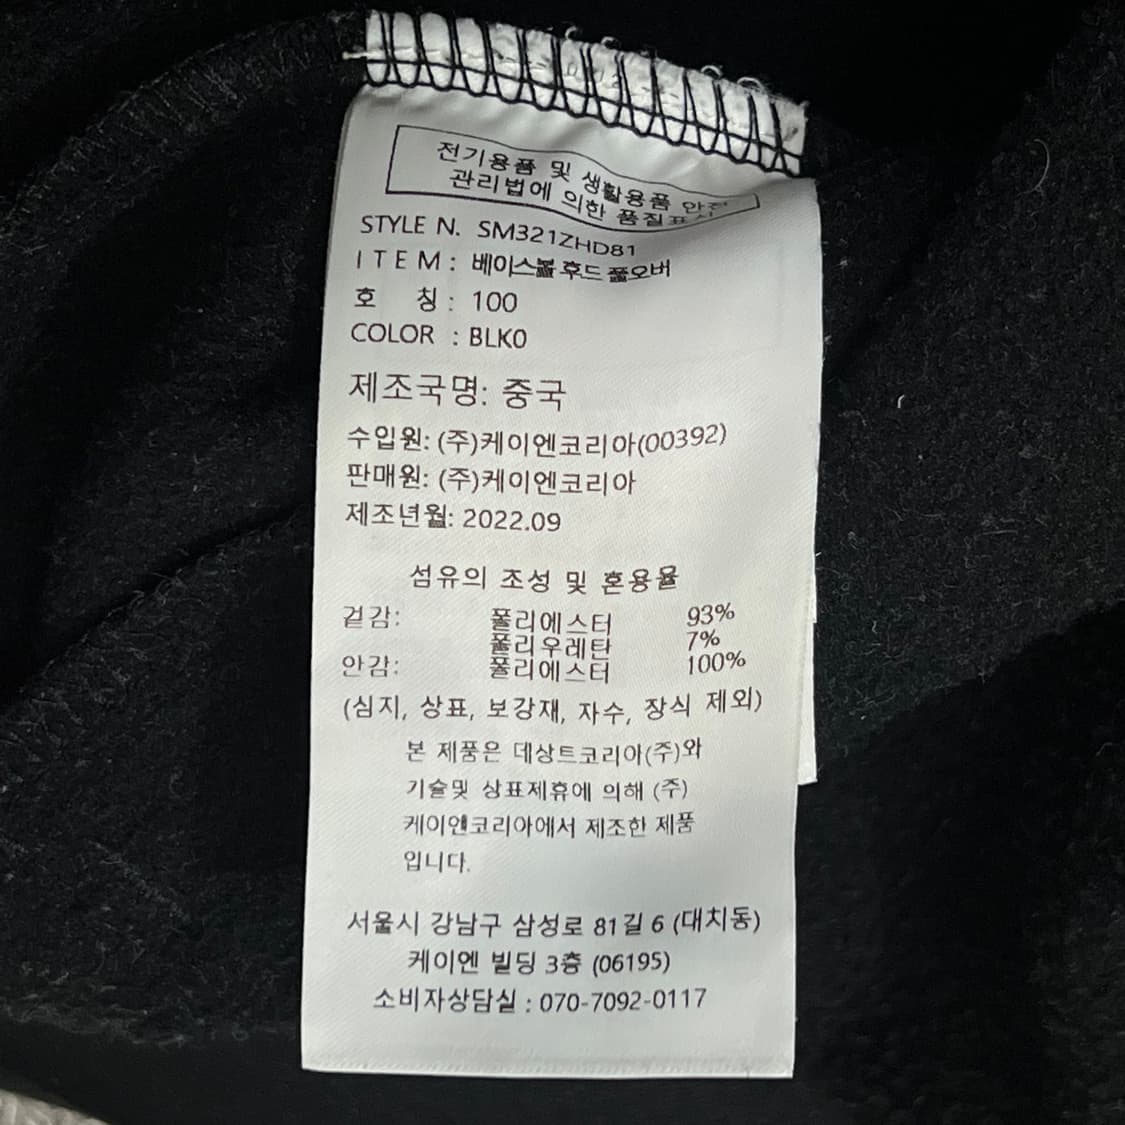 전기용품 및 생활용품 안전
관리법에 의한 품질표시
STYLE N. SM321ZHD81
ITEM : 베이스볼 후드 풀오버
호 칭 : 100
COLOR : BLK0
제조국명: 중국
수입원: (주)케이엔코리아(00392)
판매원: (주)케이엔코리아
제조년월: 2022.09
섬유의 조성 및 혼용율
겉감: 폴리에스터 93%
폴리우레탄 7%
안감: 폴리에스터 100%
(심지, 상표, 보강재, 자수, 장식 제외)
본 제품은 데상트코리아(주)와
기술및 상표제휴에 의해 (주)
케이엔코리아에서 제조한 제품
입니다.
서울시 강남구 삼성로 81길 6 (대치동)
케이엔 빌딩 3층 (06195)
소비자상담실 : 070-7092-0117